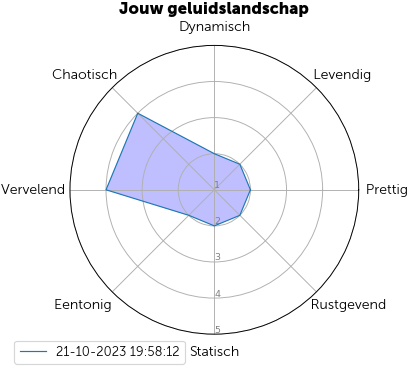 Jouw geluidslandschap
Dynamisch
Chaotisch
Levendig
Vervelend
1
Prettig
2
3
Eentonig
4
Rustgevend
5
21-10-2023 19:58:12
Statisch